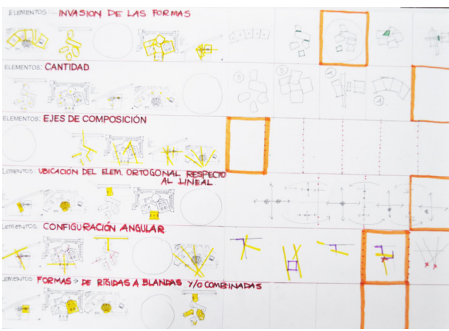 ELEMENTOS: INVASION DE LAS FORMAS
ELEMENTOS: CANTIDAD
ELEMENTOS: EJES DE COMPOSICIÓN
ELEMENTOS: UBICACION DEL ELEM. ORTOGONAL RESPECTO
AL LINEAL
ELEMENTOS: CONFIGURACIÓN ANGULAR
ELEMENTOS: FORMAS > DE RIGIDAS A BLANDAS Y/O COMBINADAS